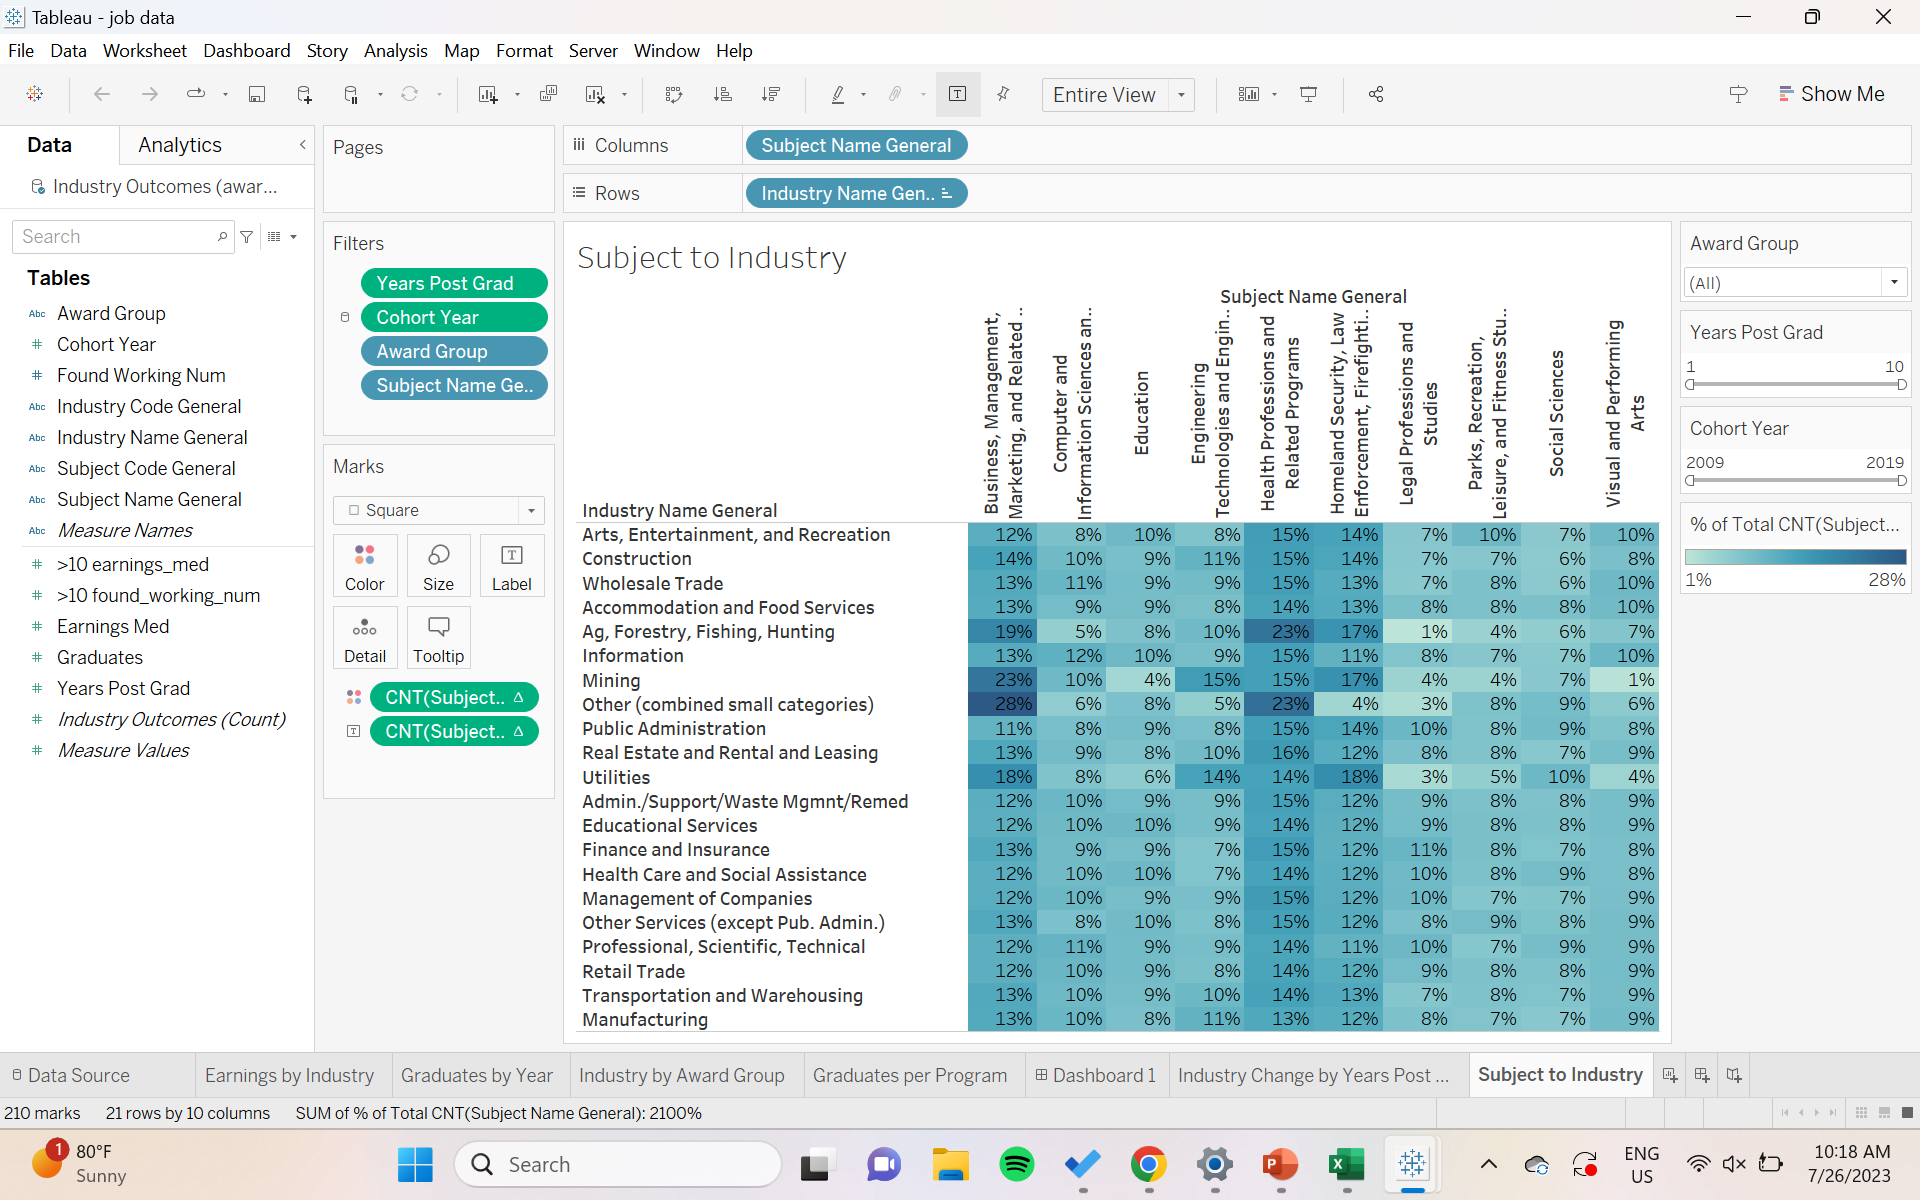 Tableau - job data
File Data Worksheet Dashboard Story Analysis Map Format Server Window Help
Entire View
Show Me
Data Analytics
Industry Outcomes (awar...
Search
Tables
Abc Award Group
# Cohort Year
# Found Working Num
Abc Industry Code General
Abc Industry Name General
Abc Subject Code General
Abc Subject Name General
Abc Measure Names
# >10 earnings_med
# >10 found_working_num
# Earnings Med
# Graduates
# Years Post Grad
# Industry Outcomes (Count)
# Measure Values
Pages
Filters
Years Post Grad
Cohort Year
Award Group
Subject Name Ge..
Marks
Square
Color Size Label
Detail Tooltip
CNT(Subject.. Δ
CNT(Subject.. Δ
Columns Subject Name General
Rows Industry Name Gen..
Subject to Industry
Subject Name General
Industry Name General
Business, Management,
Marketing, and Related ..
Computer and
Information Sciences an..
Education
Engineering
Technologies and Engin..
Health Professions and
Related Programs
Homeland Security, Law
Enforcement, Firefighti..
Legal Professions and
Studies
Parks, Recreation,
Leisure, and Fitness Stu..
Social Sciences
Visual and Performing
Arts
Arts, Entertainment, and Recreation 12% 8% 10% 8% 15% 14% 7% 10% 7% 10%
Construction 14% 10% 9% 11% 15% 14% 7% 7% 6% 8%
Wholesale Trade 13% 11% 9% 9% 15% 13% 7% 8% 6% 10%
Accommodation and Food Services 13% 9% 9% 8% 14% 13% 8% 8% 8% 10%
Ag, Forestry, Fishing, Hunting 19% 5% 8% 10% 23% 17% 1% 4% 6% 7%
Information 13% 12% 10% 9% 15% 11% 8% 7% 7% 10%
Mining 23% 10% 4% 15% 15% 17% 4% 4% 7% 1%
Other (combined small categories) 28% 6% 8% 5% 23% 4% 3% 8% 9% 6%
Public Administration 11% 8% 9% 8% 15% 14% 10% 8% 9% 8%
Real Estate and Rental and Leasing 13% 9% 8% 10% 16% 12% 8% 8% 7% 9%
Utilities 18% 8% 6% 14% 14% 18% 3% 5% 10% 4%
Admin./Support/Waste Mgmnt/Remed 12% 10% 9% 9% 15% 12% 9% 8% 8% 9%
Educational Services 12% 10% 10% 9% 14% 12% 9% 8% 8% 9%
Finance and Insurance 13% 9% 9% 7% 15% 12% 11% 8% 7% 8%
Health Care and Social Assistance 12% 10% 10% 7% 14% 12% 10% 8% 9% 8%
Management of Companies 12% 10% 9% 9% 15% 12% 10% 7% 7% 9%
Other Services (except Pub. Admin.) 13% 8% 10% 8% 15% 12% 8% 9% 8% 9%
Professional, Scientific, Technical 12% 11% 9% 9% 14% 11% 10% 7% 9% 9%
Retail Trade 12% 10% 9% 8% 14% 12% 9% 8% 8% 9%
Transportation and Warehousing 13% 10% 9% 10% 14% 13% 7% 8% 7% 9%
Manufacturing 13% 10% 8% 11% 13% 12% 8% 7% 7% 9%
Award Group
(All)
Years Post Grad
1 10
Cohort Year
2009 2019
% of Total CNT(Subject...
1% 28%
Data Source Earnings by Industry Graduates by Year Industry by Award Group Graduates per Program Dashboard 1 Industry Change by Years Post ... Subject to Industry
210 marks 21 rows by 10 columns SUM of % of Total CNT(Subject Name General): 2100%
1
80°F
Sunny
Search
P
ENG
US
10:18 AM
7/26/2023